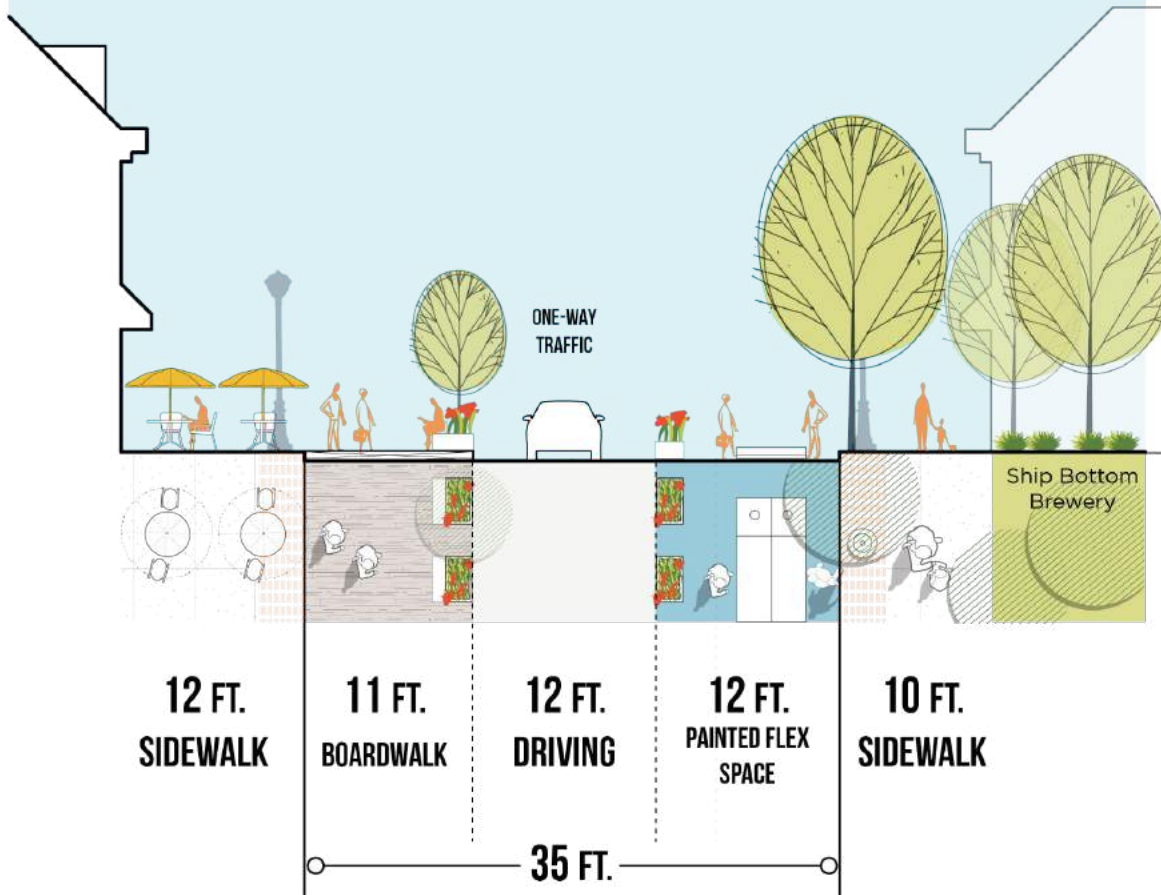 ONE-WAY
TRAFFIC
Ship Bottom
Brewery
12 FT.
SIDEWALK
11 FT.
BOARDWALK
12 FT.
DRIVING
12 FT.
PAINTED FLEX
SPACE
10 FT.
SIDEWALK
35 FT.